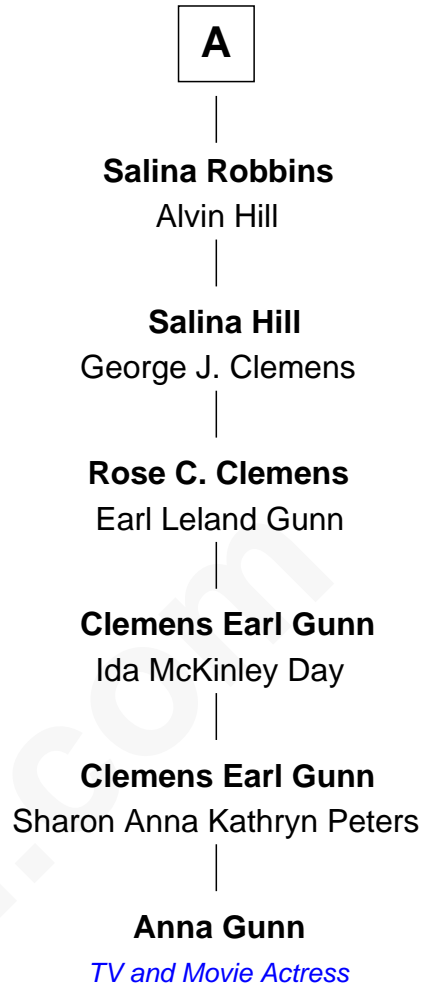 A
Salina Robbins
Alvin Hill
Salina Hill
George J. Clemens
Rose C. Clemens
Earl Leland Gunn
Clemens Earl Gunn
Ida McKinley Day
Clemens Earl Gunn
Sharon Anna Kathryn Peters
Anna Gunn
TV and Movie Actress